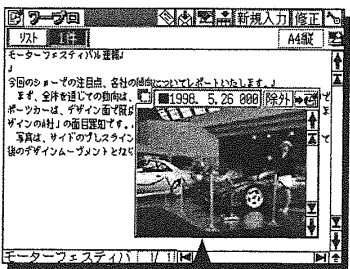 ワープロ 新規入力 修正
リスト 1件 A4縦
モーターフェスティバル速報↲
↲
今回のショーでの注目点、各社の傾向についてレポートいたします。↲
まず、全体を通じての動向は、
ポーツカーは、デザイン面で
ザインのA社」の面目躍如です。
写真は、サイドのプレスライン
後のデザインムーブメントとなら
■1998. 5.26 000 除外
モーターフェスティバ 1/ 1